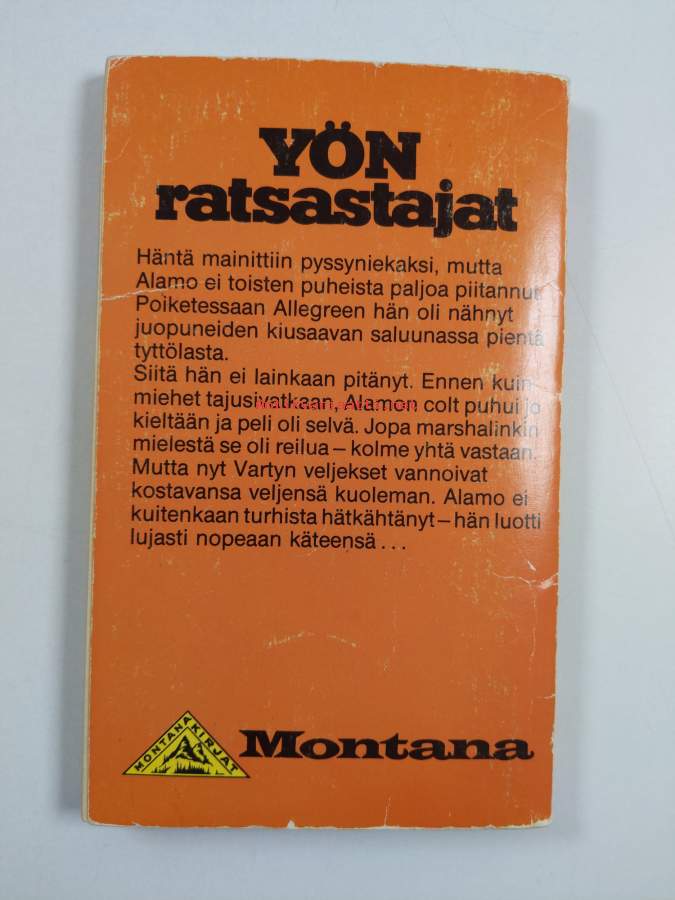 YÖN
ratsastajat
Häntä mainittiin pyssyniekaksi, mutta
Alamo ei toisten puheista paljoa piitannut.
Poiketessaan Allegreen hän oli nähnyt
juopuneiden kiusaavan saluunassa pientä
tyttölasta.
Siitä hän ei lainkaan pitänyt. Ennen kuin
miehet tajusivatkaan, Alamon colt puhui jo
kieltään ja peli oli selvä. Jopa marshalinkin
mielestä se oli reilua – kolme yhtä vastaan.
Mutta nyt Vartyn veljekset vannoivat
kostavansa veljensä kuoleman. Alamo ei
kuitenkaan turhista hätkähtänyt – hän luotti
lujasti nopeaan käteensä...
MONTANA KIRJAT
Montana